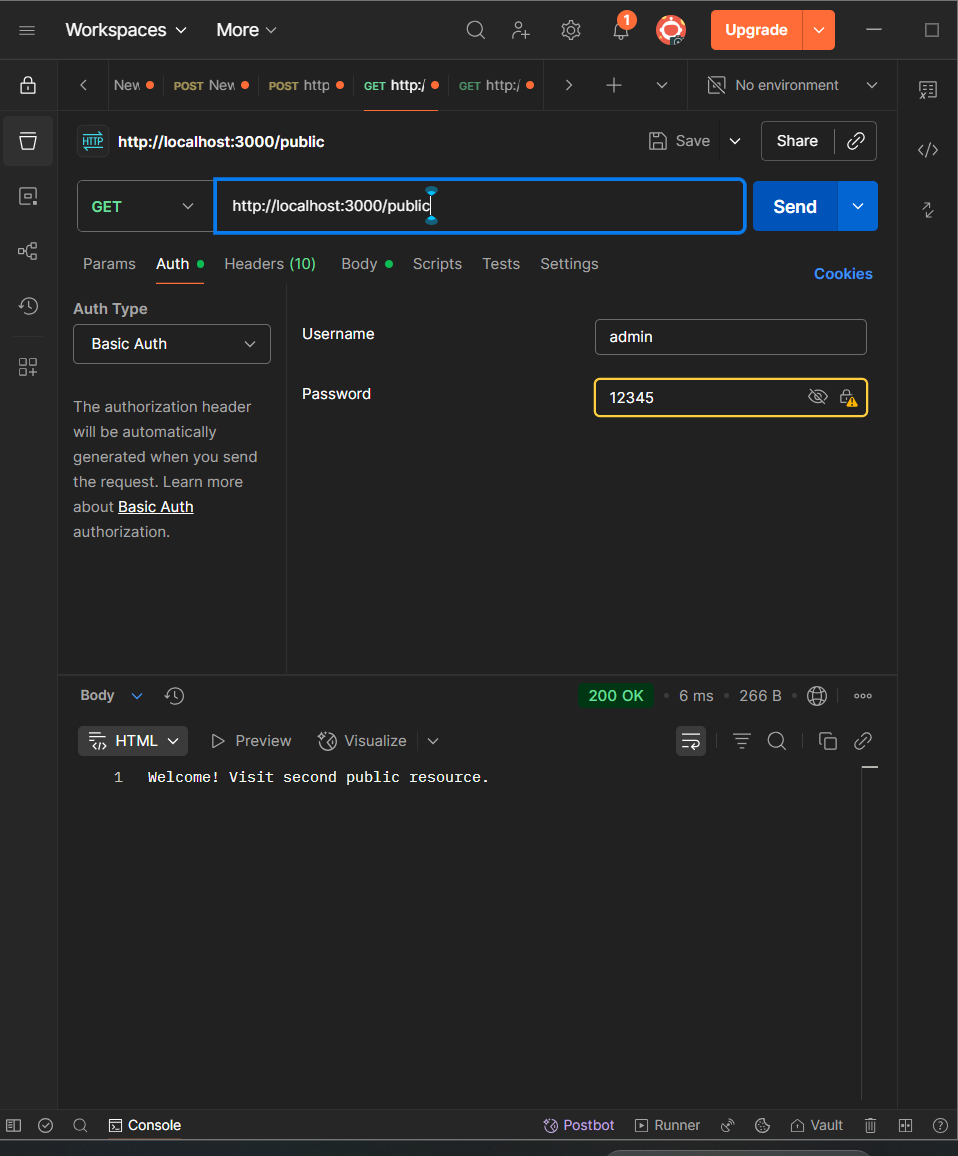 Workspaces More 1 Upgrade
New POST New POST http GET http:/ GET http:/ No environment
HTTP http://localhost:3000/public Save Share
GET http://localhost:3000/public Send
Params Auth Headers (10) Body Scripts Tests Settings
Cookies
Auth Type
Basic Auth
The authorization header
will be automatically
generated when you send
the request. Learn more
about Basic Auth
authorization.
Username admin
Password 12345
Body 200 OK • 6 ms • 266 B •
HTML Preview Visualize
1 Welcome! Visit second public resource.
Console Postbot Runner Vault